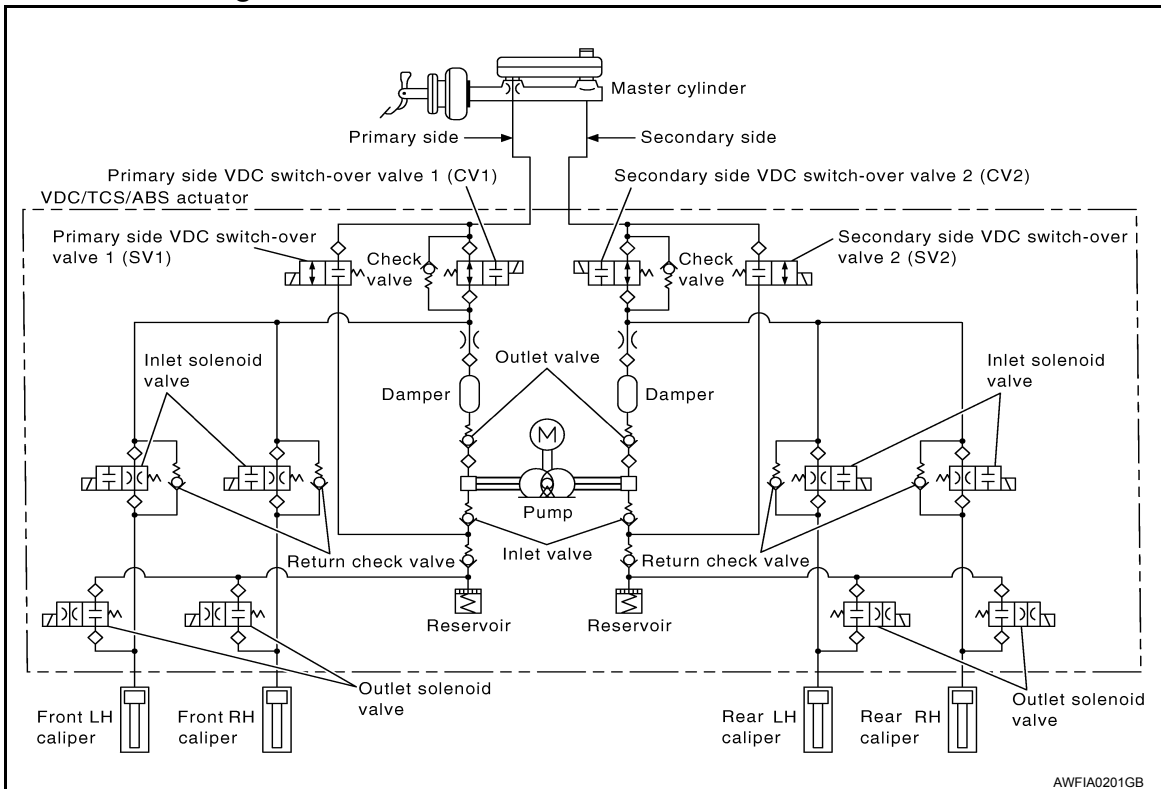 Master cylinder
Primary side
Secondary side
Primary side VDC switch-over valve 1 (CV1)
Secondary side VDC switch-over valve 2 (CV2)
VDC/TCS/ABS actuator
Primary side VDC switch-over
valve 1 (SV1)
Check
valve
Check
valve
Secondary side VDC switch-over
valve 2 (SV2)
Inlet solenoid
valve
Outlet valve
Inlet solenoid
valve
Damper
Damper
M
Pump
Return check valve
Inlet valve
Return check valve
Reservoir
Reservoir
Outlet solenoid
valve
Outlet solenoid
valve
Front LH
caliper
Front RH
caliper
Rear LH
caliper
Rear RH
caliper
AWFIA0201GB